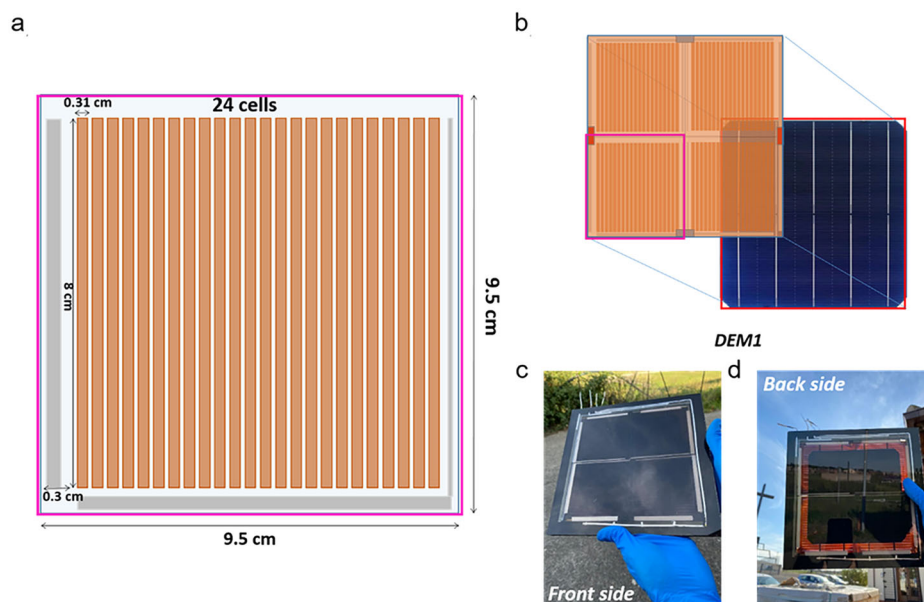 a
0.31 cm
24 cells
8 cm
0.3 cm
9.5 cm
9.5 cm
b
DEM1
c
Front side
d
Back side